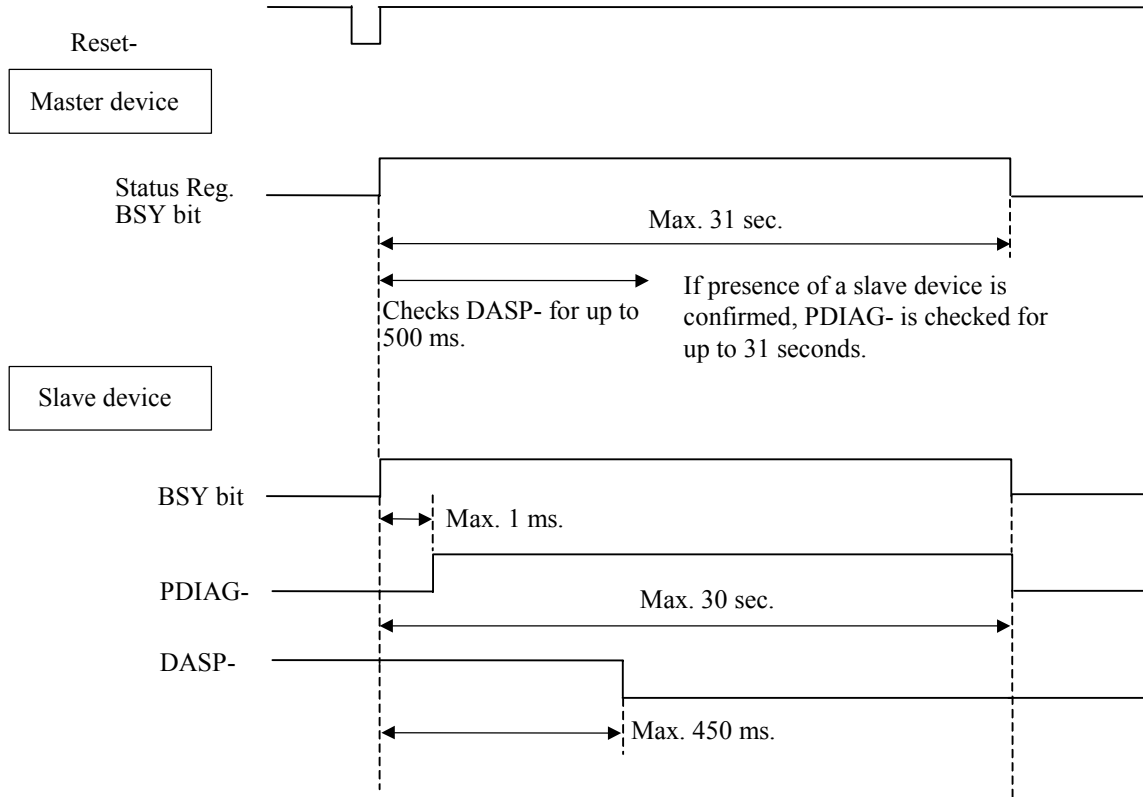 Reset-
Master device
Status Reg.
BSY bit
Max. 31 sec.
Checks DASP- for up to
500 ms.
If presence of a slave device is
confirmed, PDIAG- is checked for
up to 31 seconds.
Slave device
BSY bit
Max. 1 ms.
PDIAG-
Max. 30 sec.
DASP-
Max. 450 ms.